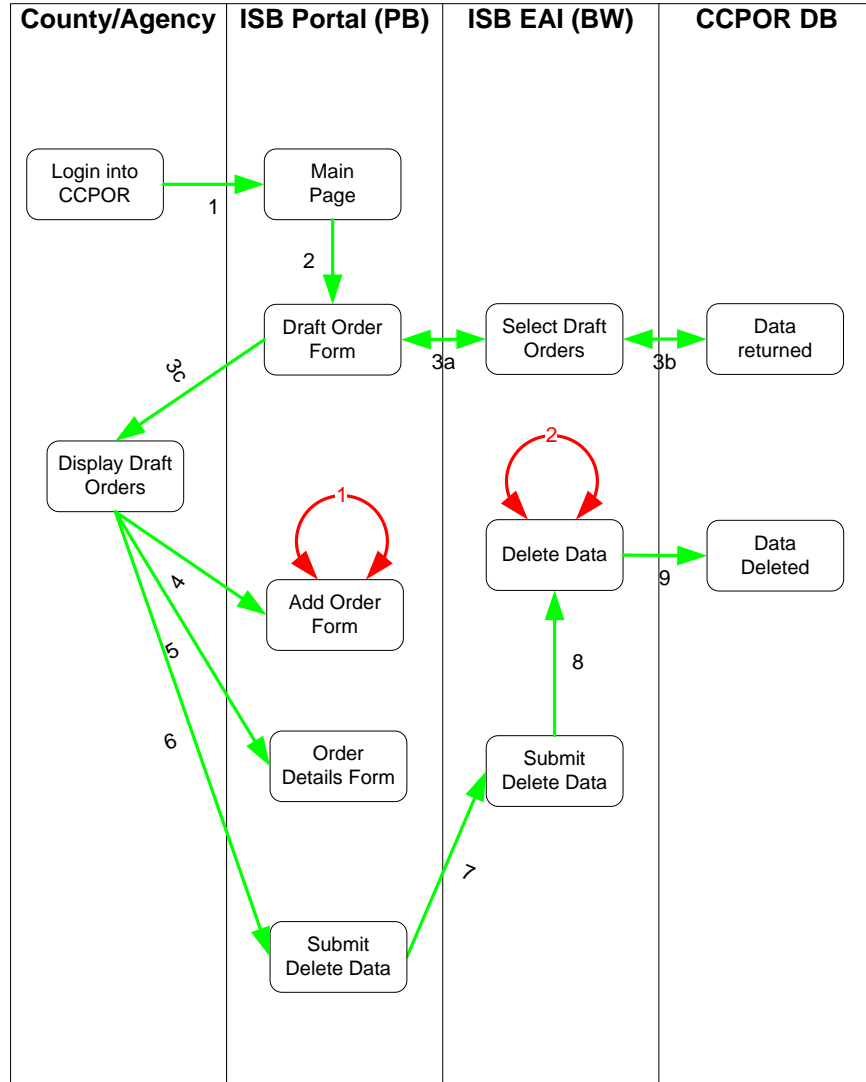 County/Agency
ISB Portal (PB)
ISB EAI (BW)
CCPOR DB
Login into
CCPOR
1
Main
Page
2
Draft Order
Form
3a
Select Draft
Orders
3b
Data
returned
3c
Display Draft
Orders
1
2
Add Order
Form
Delete Data
9
Data
Deleted
4
5
6
8
Order
Details Form
Submit
Delete Data
7
Submit
Delete Data